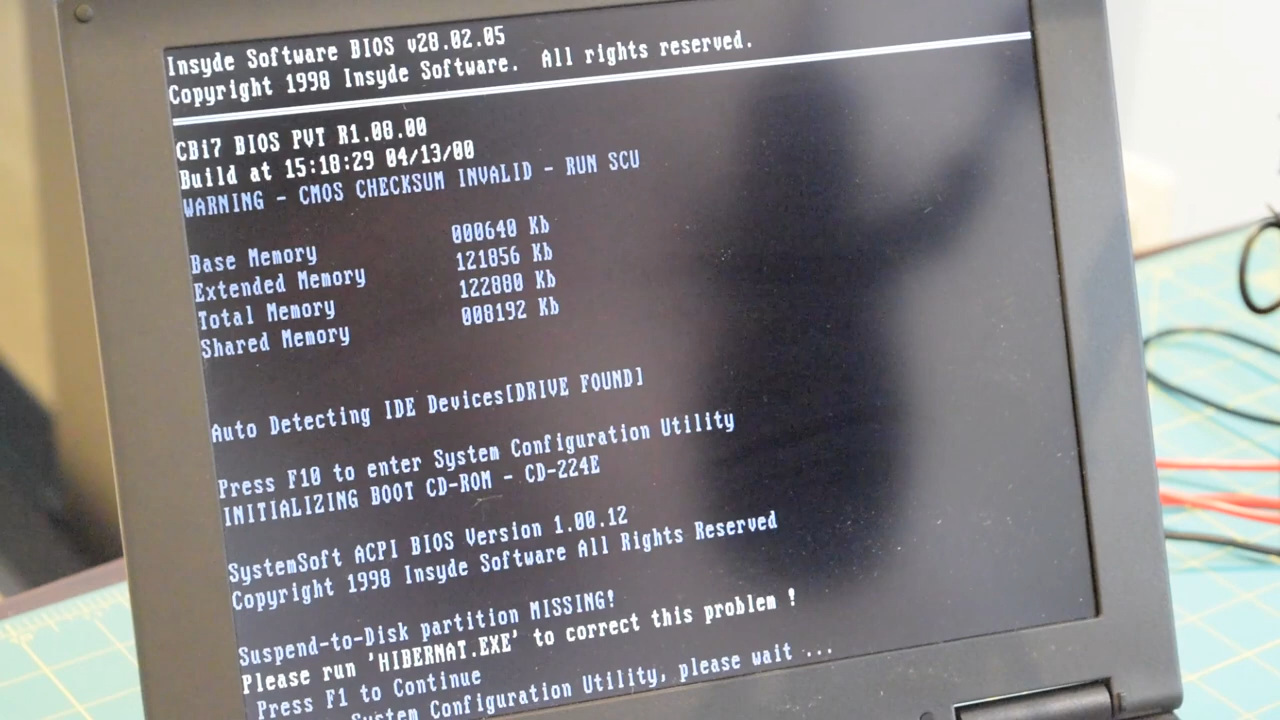 Insyde Software BIOS v28.02.05
Copyright 1998 Insyde Software. All rights reserved.
CBi7 BIOS PVT R1.08.00
Build at 15:18:29 04/13/00
WARNING - CMOS CHECKSUM INVALID - RUN SCU
Base Memory 000640 Kb
Extended Memory 121856 Kb
Total Memory 122880 Kb
Shared Memory 008192 Kb
Auto Detecting IDE Devices[DRIVE FOUND]
Press F10 to enter System Configuration Utility
INITIALIZING BOOT CD-ROM - CD-224E
SystemSoft ACPI BIOS Version 1.00.12
Copyright 1998 Insyde Software All Rights Reserved
Suspend-to-Disk partition MISSING!
Please run 'HIBERNAT.EXE' to correct this problem !
Press F1 to Continue
System Configuration Utility, please wait ...